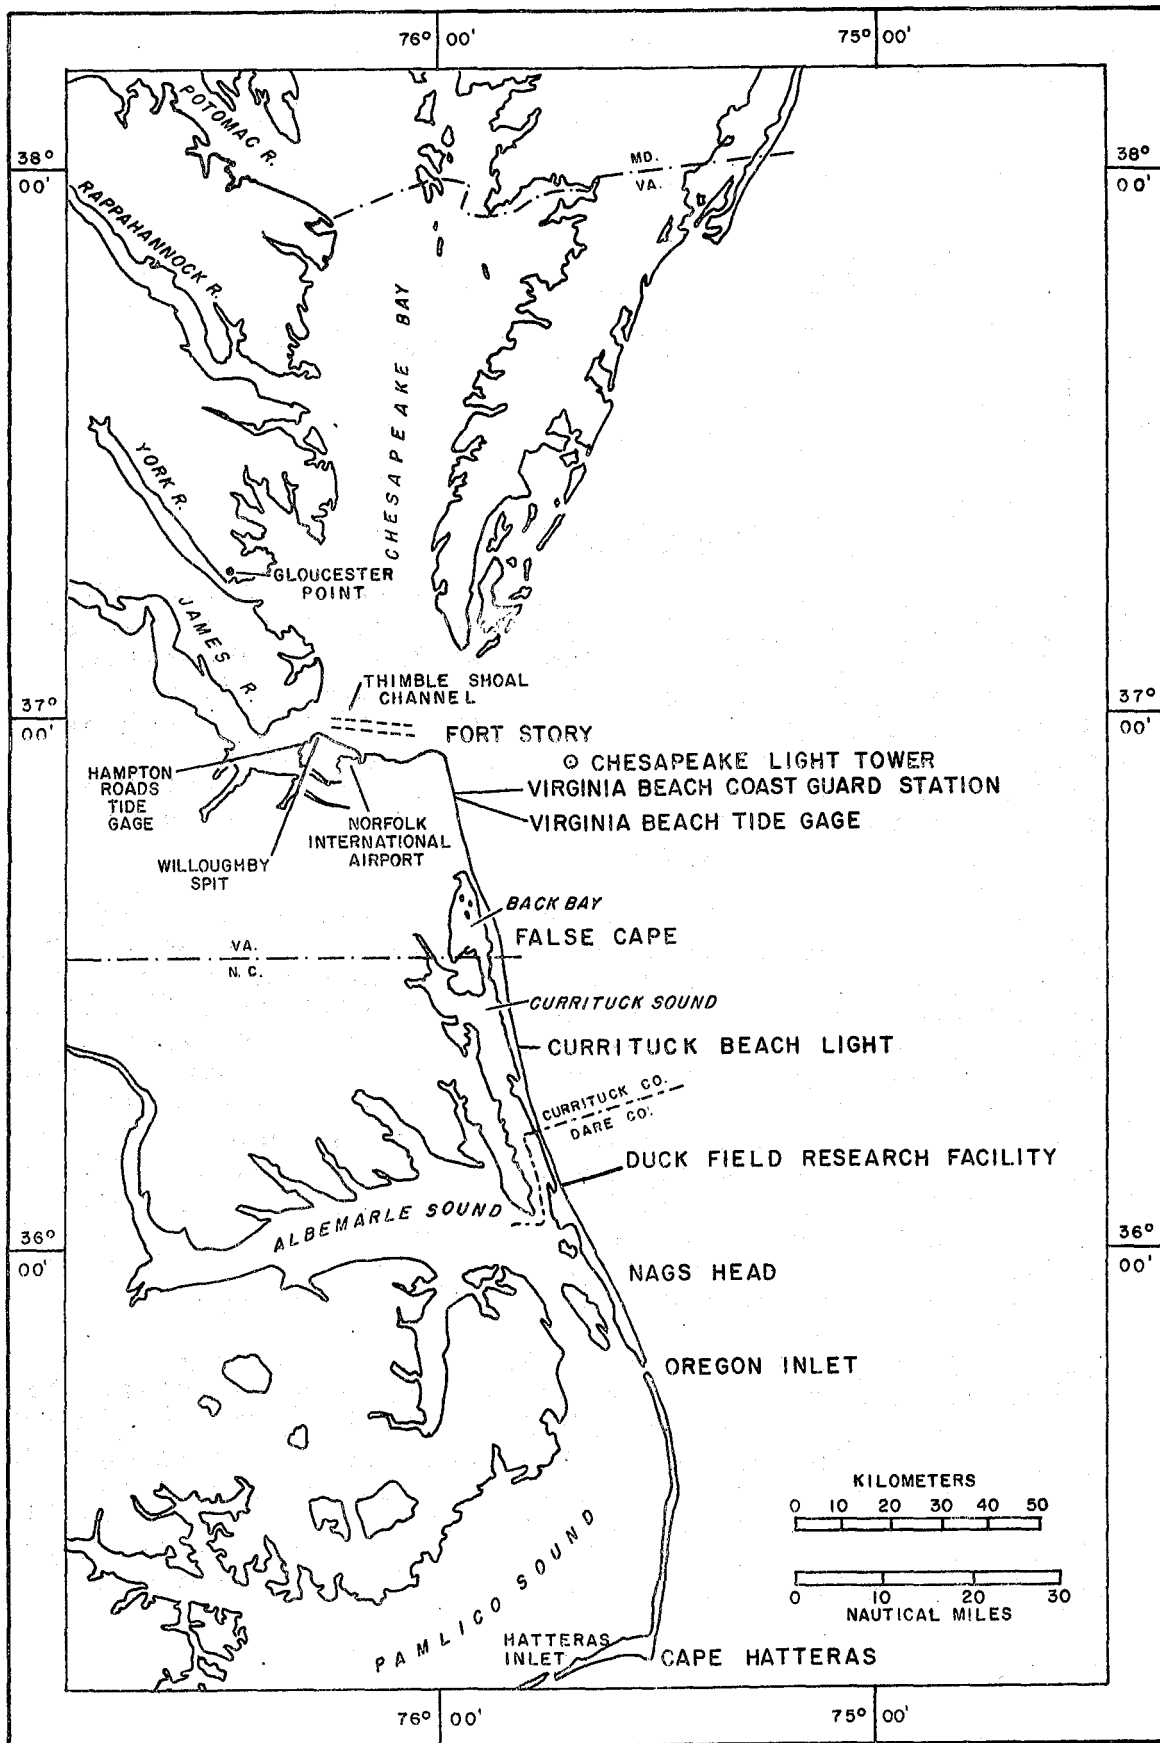 76° 00'
75° 00'
38°
00'
38°
00'
POTOMAC R.
MD.
VA.
RAPPAHANNOCK R.
CHESAPEAKE BAY
YORK R.
GLOUCESTER
POINT
JAMES R.
THIMBLE SHOAL
CHANNEL
37°
00'
37°
00'
FORT STORY
CHESAPEAKE LIGHT TOWER
VIRGINIA BEACH COAST GUARD STATION
VIRGINIA BEACH TIDE GAGE
HAMPTON
ROADS
TIDE
GAGE
NORFOLK
INTERNATIONAL
AIRPORT
WILLOUGHBY
SPIT
BACK BAY
FALSE CAPE
VA.
N.C.
CURRITUCK SOUND
CURRITUCK BEACH LIGHT
CURRITUCK CO.
DARE CO.
DUCK FIELD RESEARCH FACILITY
ALBEMARLE SOUND
36°
00'
36°
00'
NAGS HEAD
OREGON INLET
KILOMETERS
0 10 20 30 40 50
0 10 20 30
NAUTICAL MILES
PAMLICO SOUND
HATTERAS
INLET
CAPE HATTERAS
76° 00'
75° 00'